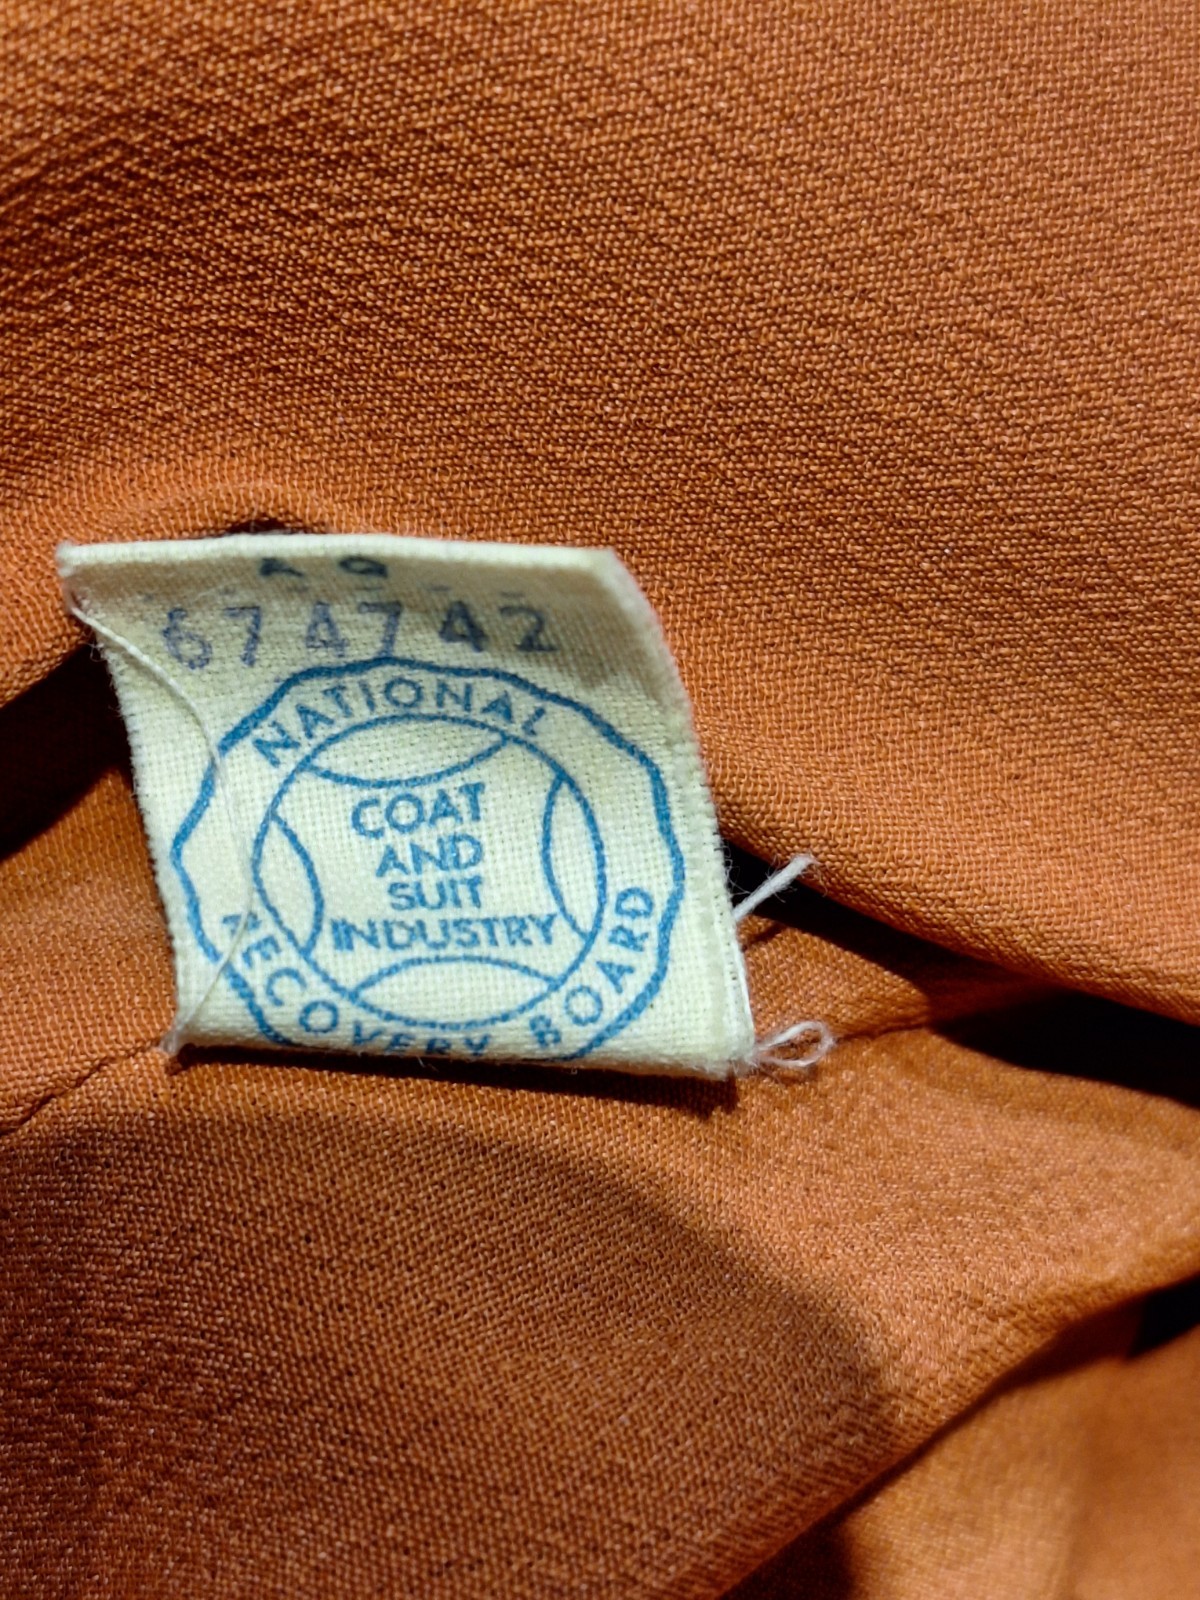 674742
NATIONAL
COAT
AND
SUIT
INDUSTRY
RECOVERY BOARD